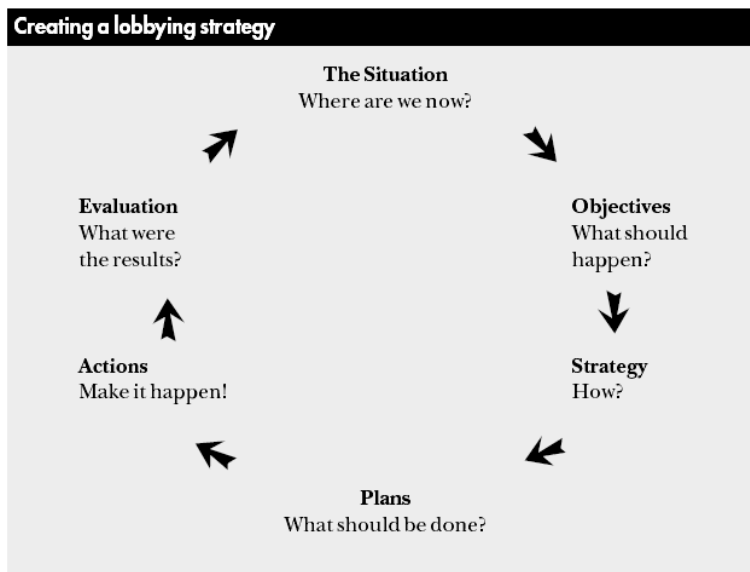 Creating a lobbying strategy
The Situation
Where are we now?
Objectives
What should
happen?
Strategy
How?
Plans
What should be done?
Actions
Make it happen!
Evaluation
What were
the results?